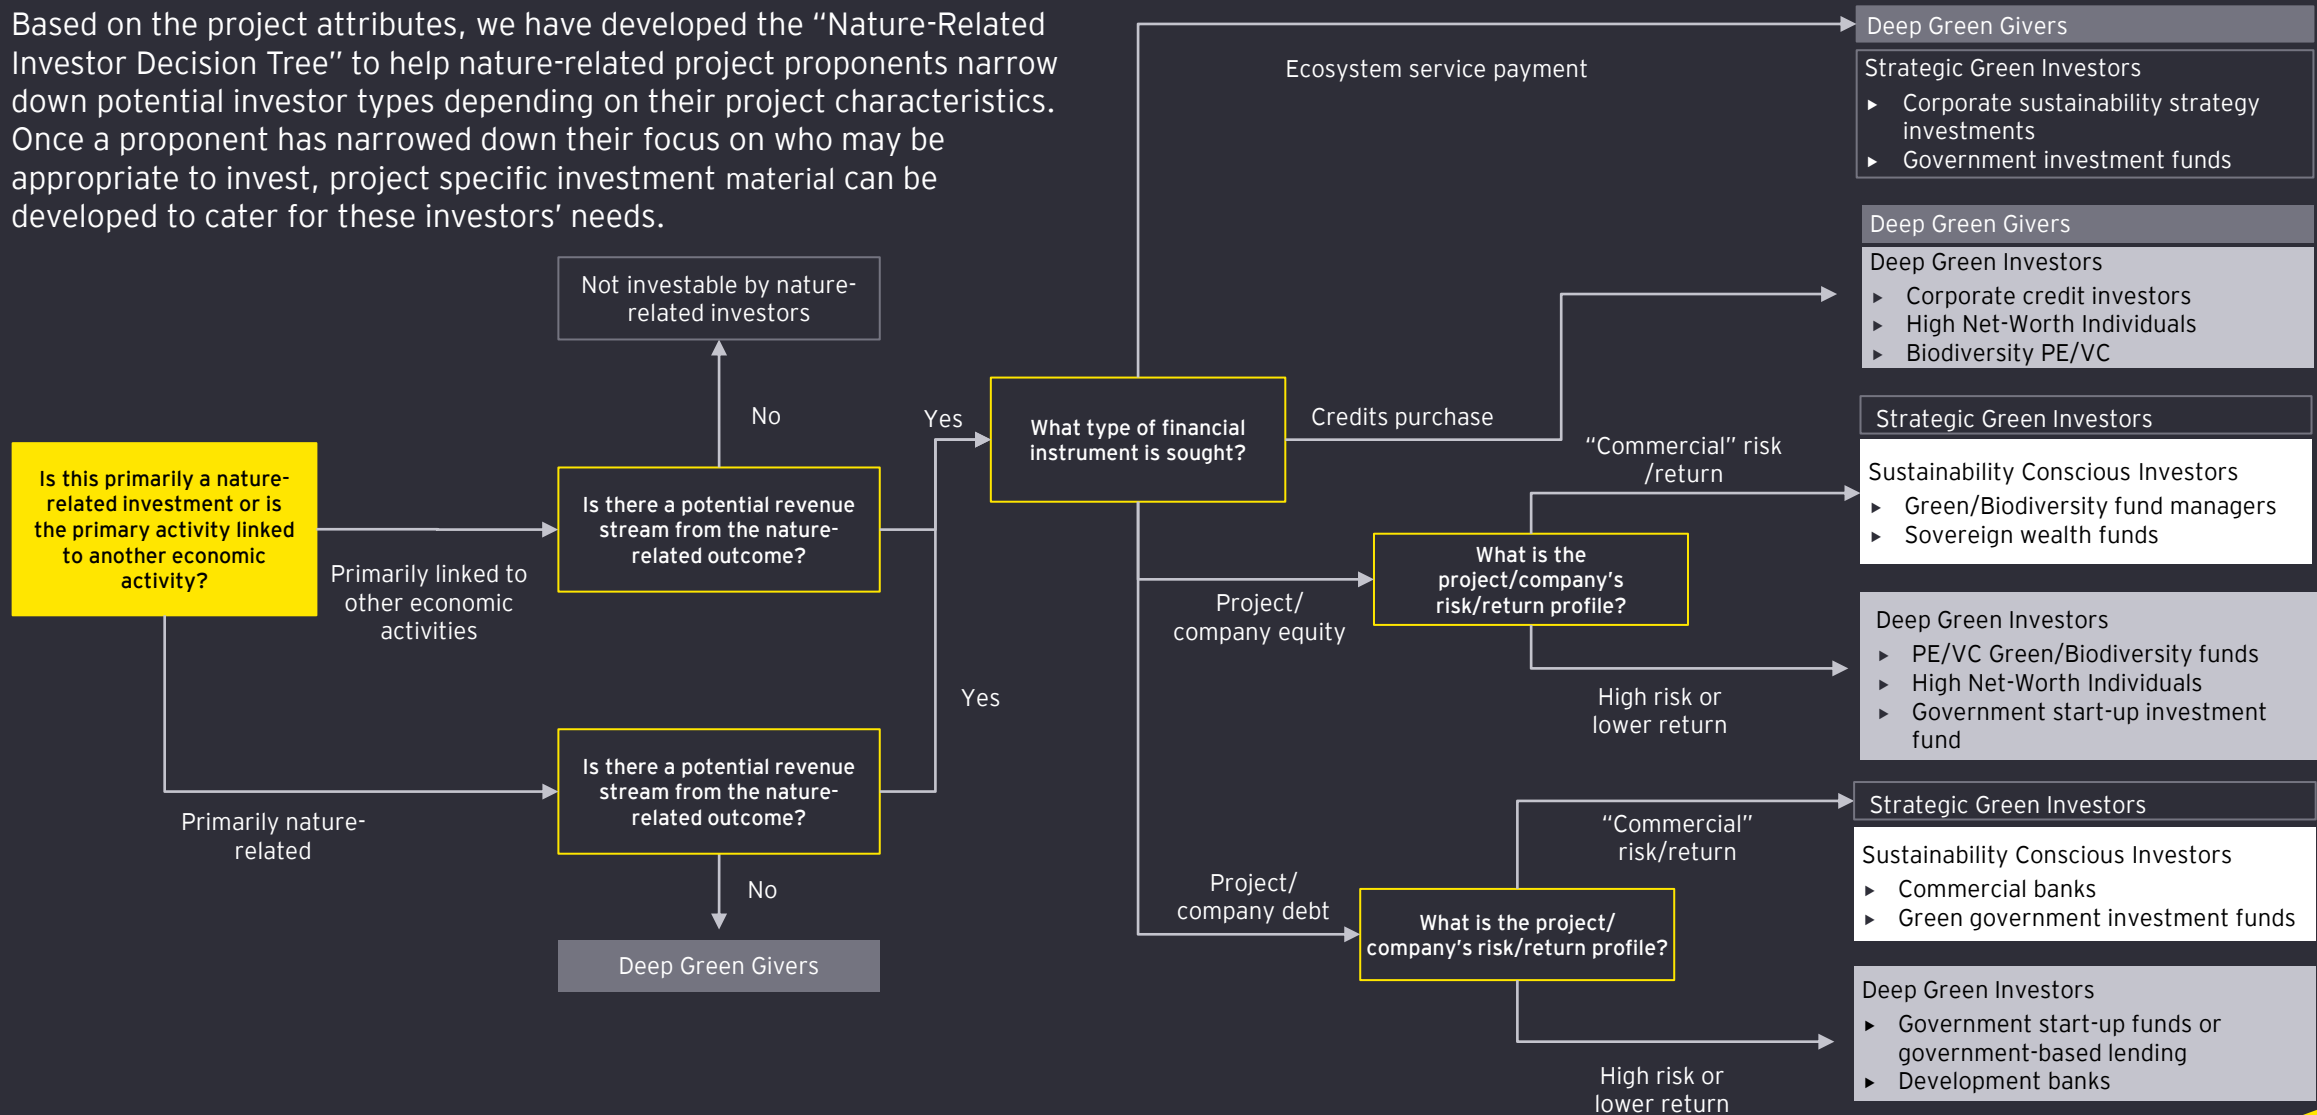 Based on the project attributes, we have developed the “Nature-Related
Investor Decision Tree” to help nature-related project proponents narrow
down potential investor types depending on their project characteristics.
Once a proponent has narrowed down their focus on who may be
appropriate to invest, project specific investment material can be
developed to cater for these investors’ needs.
Is this primarily a nature-
related investment or is
the primary activity linked
to another economic
activity?
Primarily linked to
other economic
activities
Primarily nature-
related
Not investable by nature-
related investors
No
Is there a potential revenue
stream from the nature-
related outcome?
Yes
Is there a potential revenue
stream from the nature-
related outcome?
Yes
No
Deep Green Givers
What type of financial
instrument is sought?
Ecosystem service payment
Credits purchase
Project/
company equity
Project/
company debt
What is the
project/company’s
risk/return profile?
“Commercial” risk
/return
High risk or
lower return
What is the project/
company’s risk/return profile?
“Commercial”
risk/return
High risk or
lower return
Deep Green Givers
Strategic Green Investors
► Corporate sustainability strategy
investments
► Government investment funds
Deep Green Givers
Deep Green Investors
► Corporate credit investors
► High Net-Worth Individuals
► Biodiversity PE/VC
Strategic Green Investors
Sustainability Conscious Investors
► Green/Biodiversity fund managers
► Sovereign wealth funds
Deep Green Investors
► PE/VC Green/Biodiversity funds
► High Net-Worth Individuals
► Government start-up investment
fund
Strategic Green Investors
Sustainability Conscious Investors
► Commercial banks
► Green government investment funds
Deep Green Investors
► Government start-up funds or
government-based lending
► Development banks